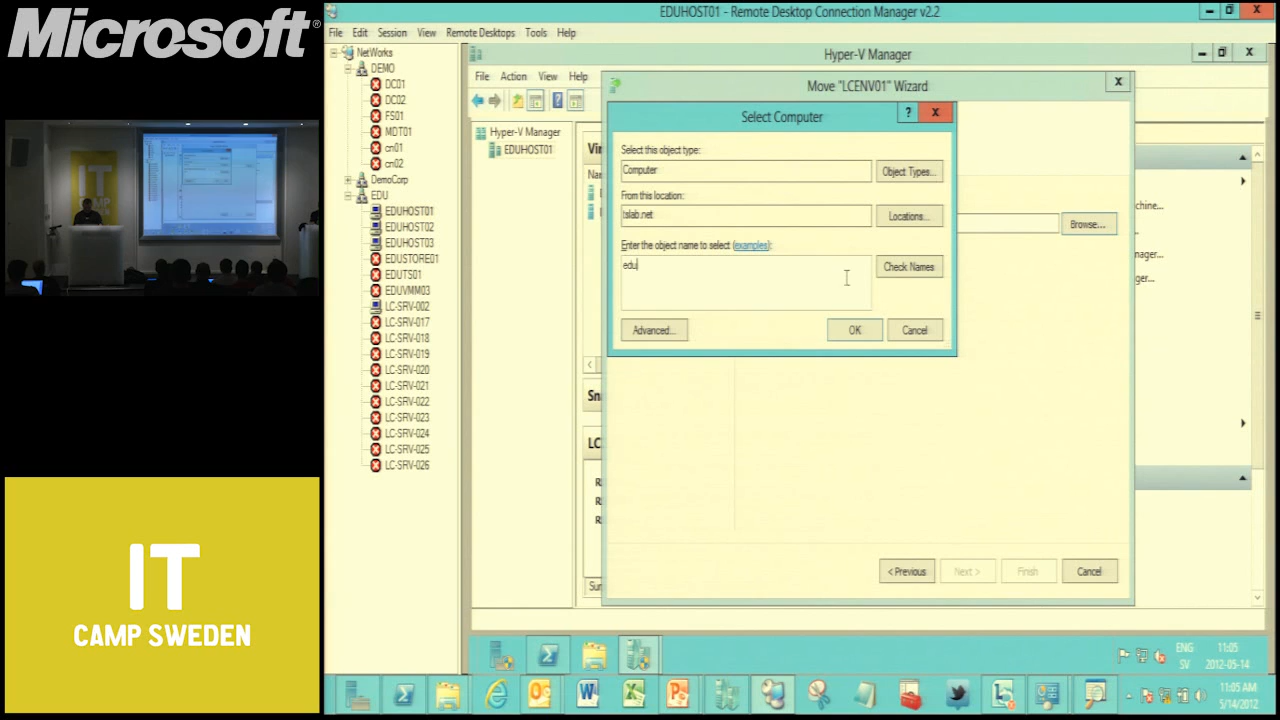 Microsoft®
IT
CAMP SWEDEN
EDUHOST01 - Remote Desktop Connection Manager v2.2
File Edit Session View Remote Desktops Tools Help
NetWorks
DEMO
DC01
DC02
FS01
MDT01
cn01
cn02
DemoCorp
EDU
EDUHOST01
EDUHOST02
EDUHOST03
EDUSTORE01
EDUTS01
EDUVMM03
LC-SRV-002
LC-SRV-017
LC-SRV-018
LC-SRV-019
LC-SRV-020
LC-SRV-021
LC-SRV-022
LC-SRV-023
LC-SRV-024
LC-SRV-025
LC-SRV-026
Hyper-V Manager
File Action View Help
Hyper-V Manager
EDUHOST01
Move "LCENV01" Wizard
Select Computer
Select this object type:
Computer
Object Types...
From this location:
tslab.net
Locations...
Enter the object name to select (examples):
edu
Check Names
Advanced...
OK
Cancel
Browse...
< Previous
Next >
Finish
Cancel
ENG
SV
11:05
2012-05-14
11:05 AM
5/14/2012